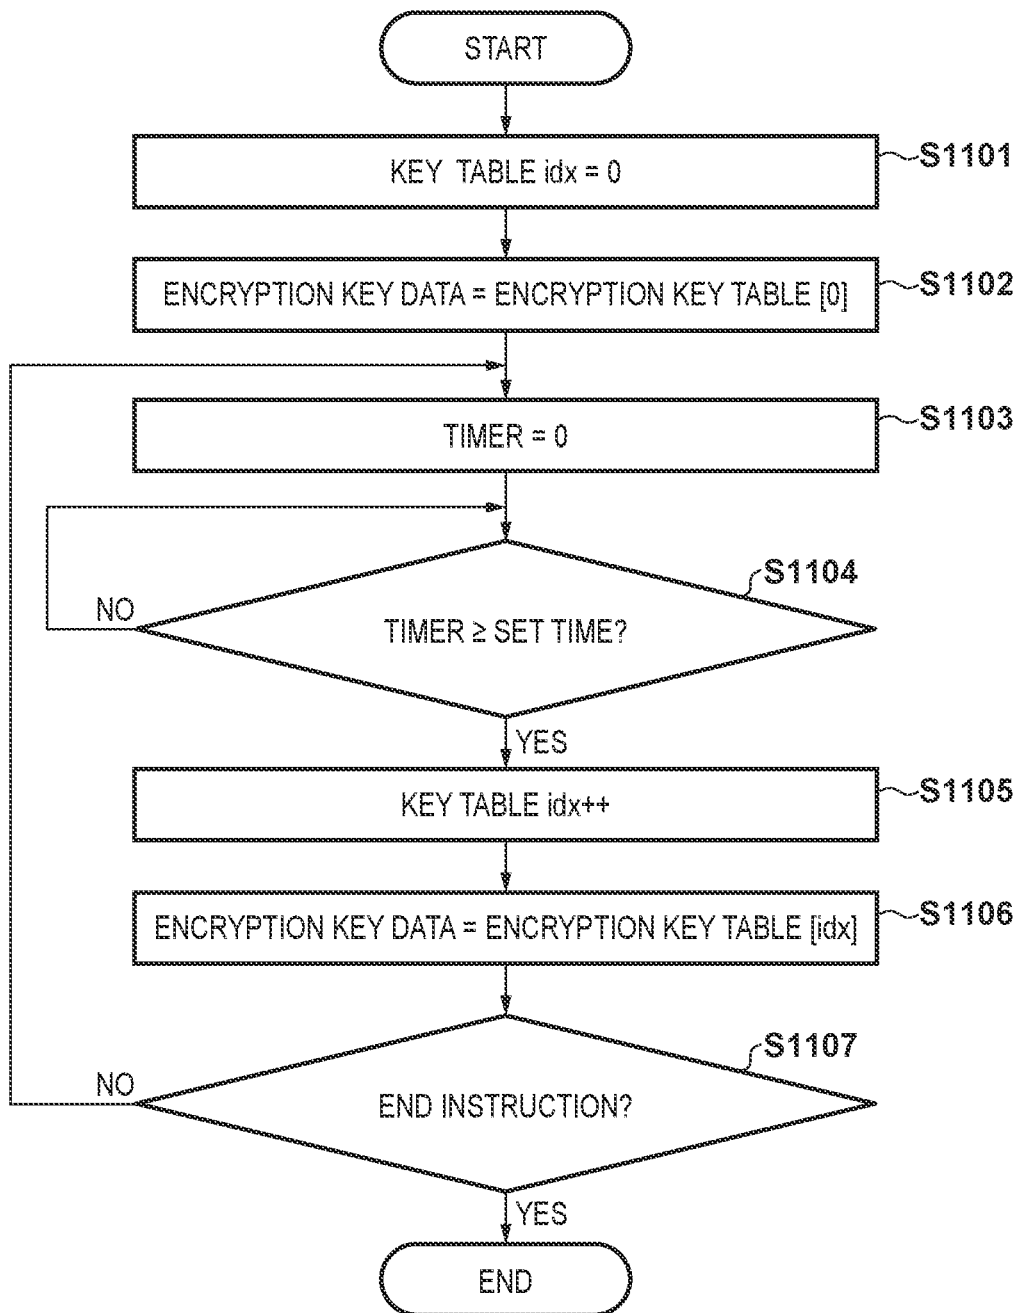 START
KEY TABLE idx = 0
S1101
ENCRYPTION KEY DATA = ENCRYPTION KEY TABLE [0]
S1102
TIMER = 0
S1103
S1104
TIMER ≥ SET TIME?
NO
YES
KEY TABLE idx++
S1105
ENCRYPTION KEY DATA = ENCRYPTION KEY TABLE [idx]
S1106
S1107
END INSTRUCTION?
NO
YES
END